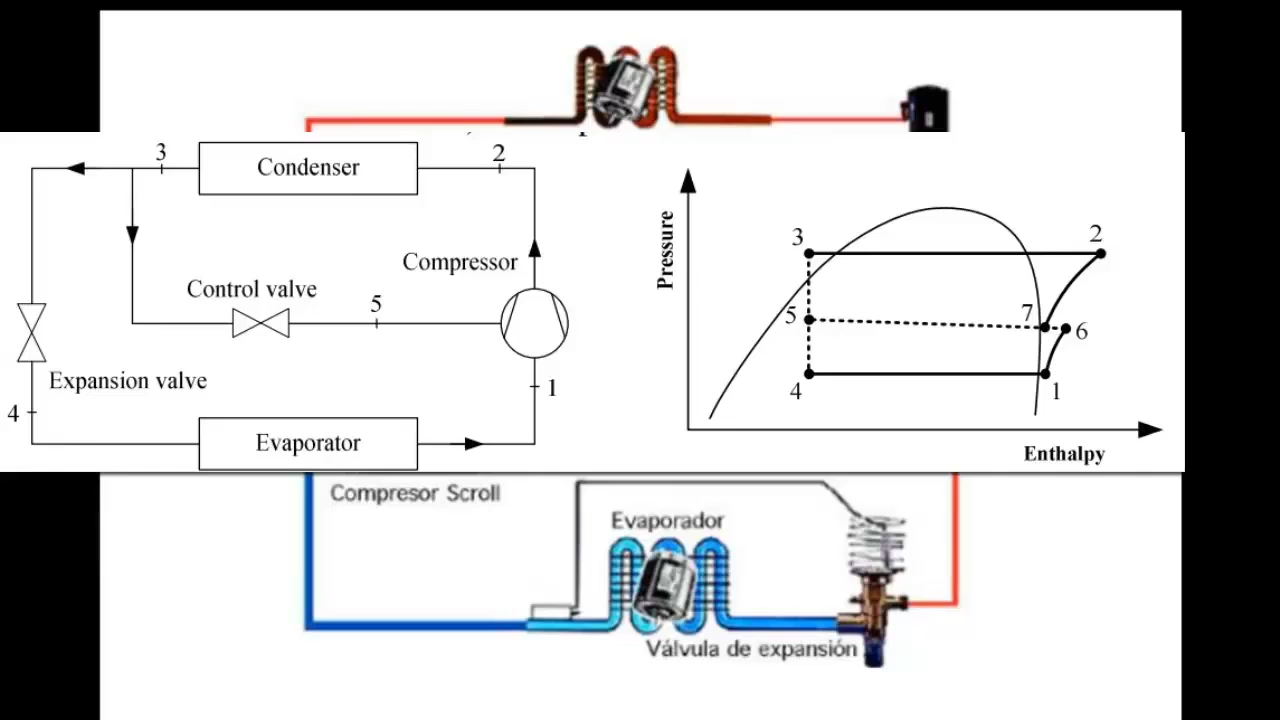 3
Condenser
2
Compressor
Control valve
5
Expansion valve
1
4
Evaporator
Pressure
3
2
5
7
6
4
1
Enthalpy
Compresor Scroll
Evaporador
Válvula de expansión